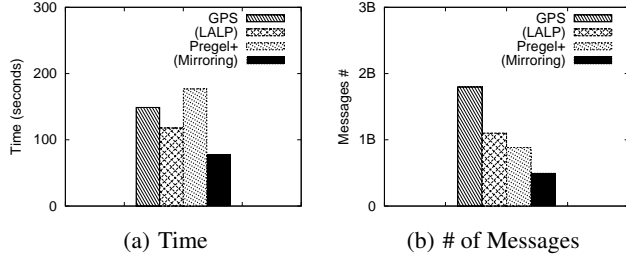 300
200
100
0
Time (seconds)
GPS
(LALP)
Pregel+
(Mirroring)
(a) Time
3B
2B
1B
0
Messages #
GPS
(LALP)
Pregel+
(Mirroring)
(b) # of Messages